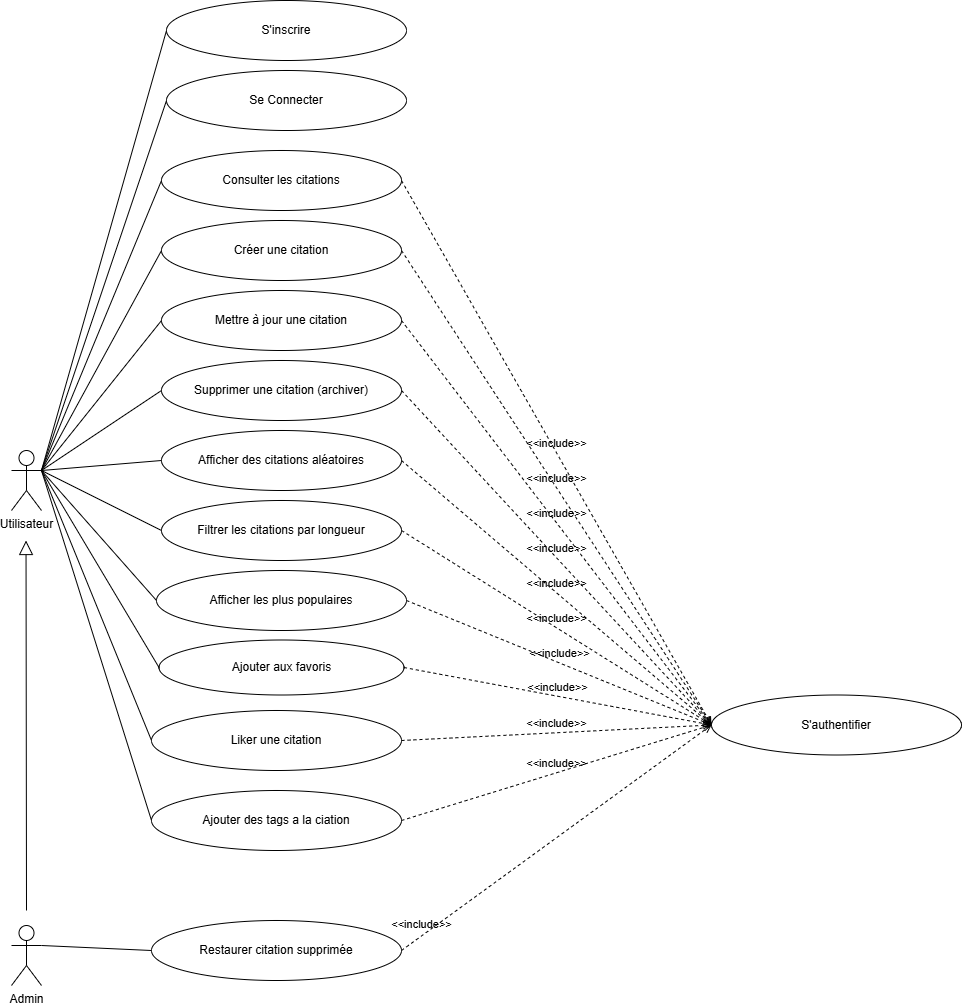 S'inscrire
Se Connecter
Consulter les citations
Créer une citation
Mettre à jour une citation
Supprimer une citation (archiver)
<<include>>
Afficher des citations aléatoires
<<include>>
<<include>>
Utilisateur
Filtrer les citations par longueur
<<include>>
<<include>>
Afficher les plus populaires
<<include>>
<<include>>
Ajouter aux favoris
<<include>>
<<include>>
S'authentifier
Liker une citation
<<include>>
Ajouter des tags a la ciation
<<include>>
Restaurer citation supprimée
Admin